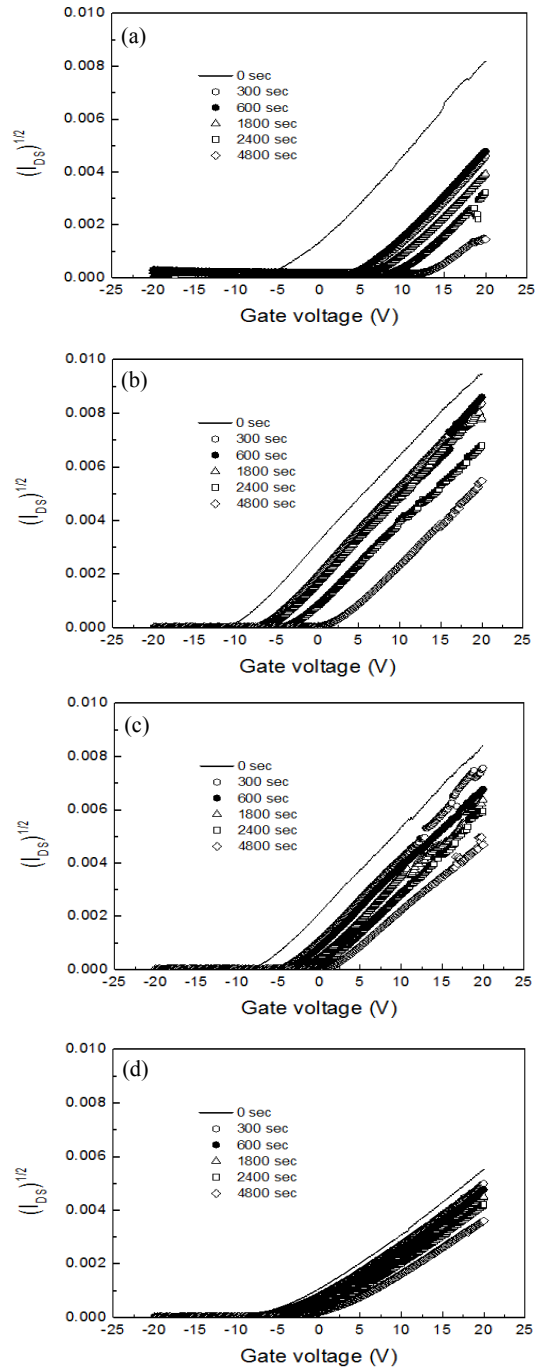 (a)
0.010
0.008
0.006
0.004
0.002
0.000
(I_DS)^1/2
0 sec
300 sec
600 sec
1800 sec
2400 sec
4800 sec
-25 -20 -15 -10 -5 0 5 10 15 20 25
Gate voltage (V)
(b)
0.010
0.008
0.006
0.004
0.002
0.000
(I_DS)^1/2
0 sec
300 sec
600 sec
1800 sec
2400 sec
4800 sec
25 -20 -15 -10 -5 0 5 10 15 20 25
Gate voltage (V)
(c)
0.010
0.008
0.006
0.004
0.002
0.000
(I_DS)^1/2
0 sec
300 sec
600 sec
1800 sec
2400 sec
4800 sec
-25 -20 -15 -10 -5 0 5 10 15 20 25
Gate voltage (V)
(d)
0.010
0.008
0.006
0.004
0.002
0.000
(I_DS)^1/2
0 sec
300 sec
600 sec
1800 sec
2400 sec
4800 sec
-25 -20 -15 -10 -5 0 5 10 15 20 25
Gate voltage (V)